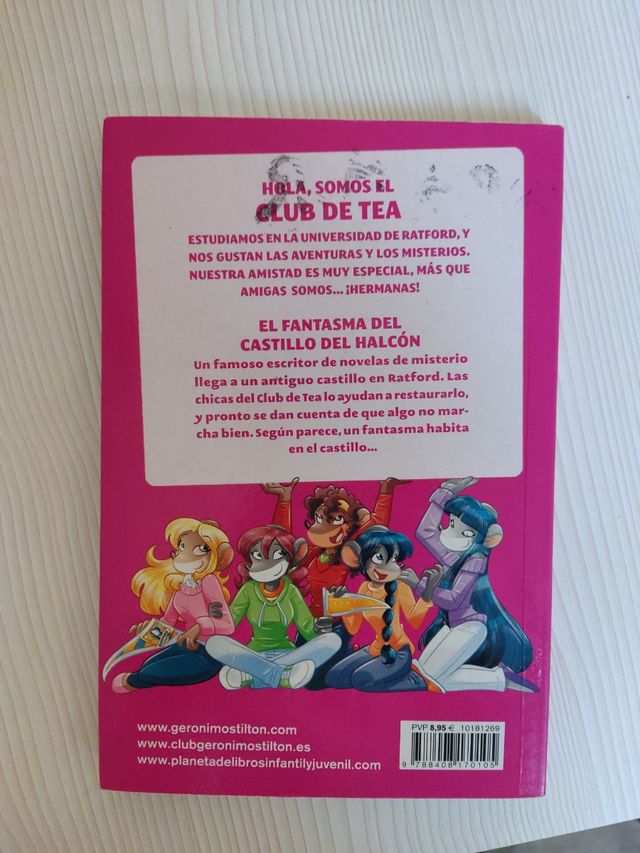 HOLA, SOMOS EL
CLUB DE TEA
ESTUDIAMOS EN LA UNIVERSIDAD DE RATFORD, Y
NOS GUSTAN LAS AVENTURAS Y LOS MISTERIOS.
NUESTRA AMISTAD ES MUY ESPECIAL, MÁS QUE
AMIGAS SOMOS... ¡HERMANAS!
EL FANTASMA DEL
CASTILLO DEL HALCÓN
Un famoso escritor de novelas de misterio
llega a un antiguo castillo en Ratford. Las
chicas del Club de Tea lo ayudan a restaurarlo,
y pronto se dan cuenta de que algo no mar-
cha bien. Según parece, un fantasma habita
en el castillo...
www.geronimostilton.com
www.clubgeronimostilton.es
www.planetadelibrosinfantilyjuvenil.com
PVP 8,95 € 10181269
9 788408 170105